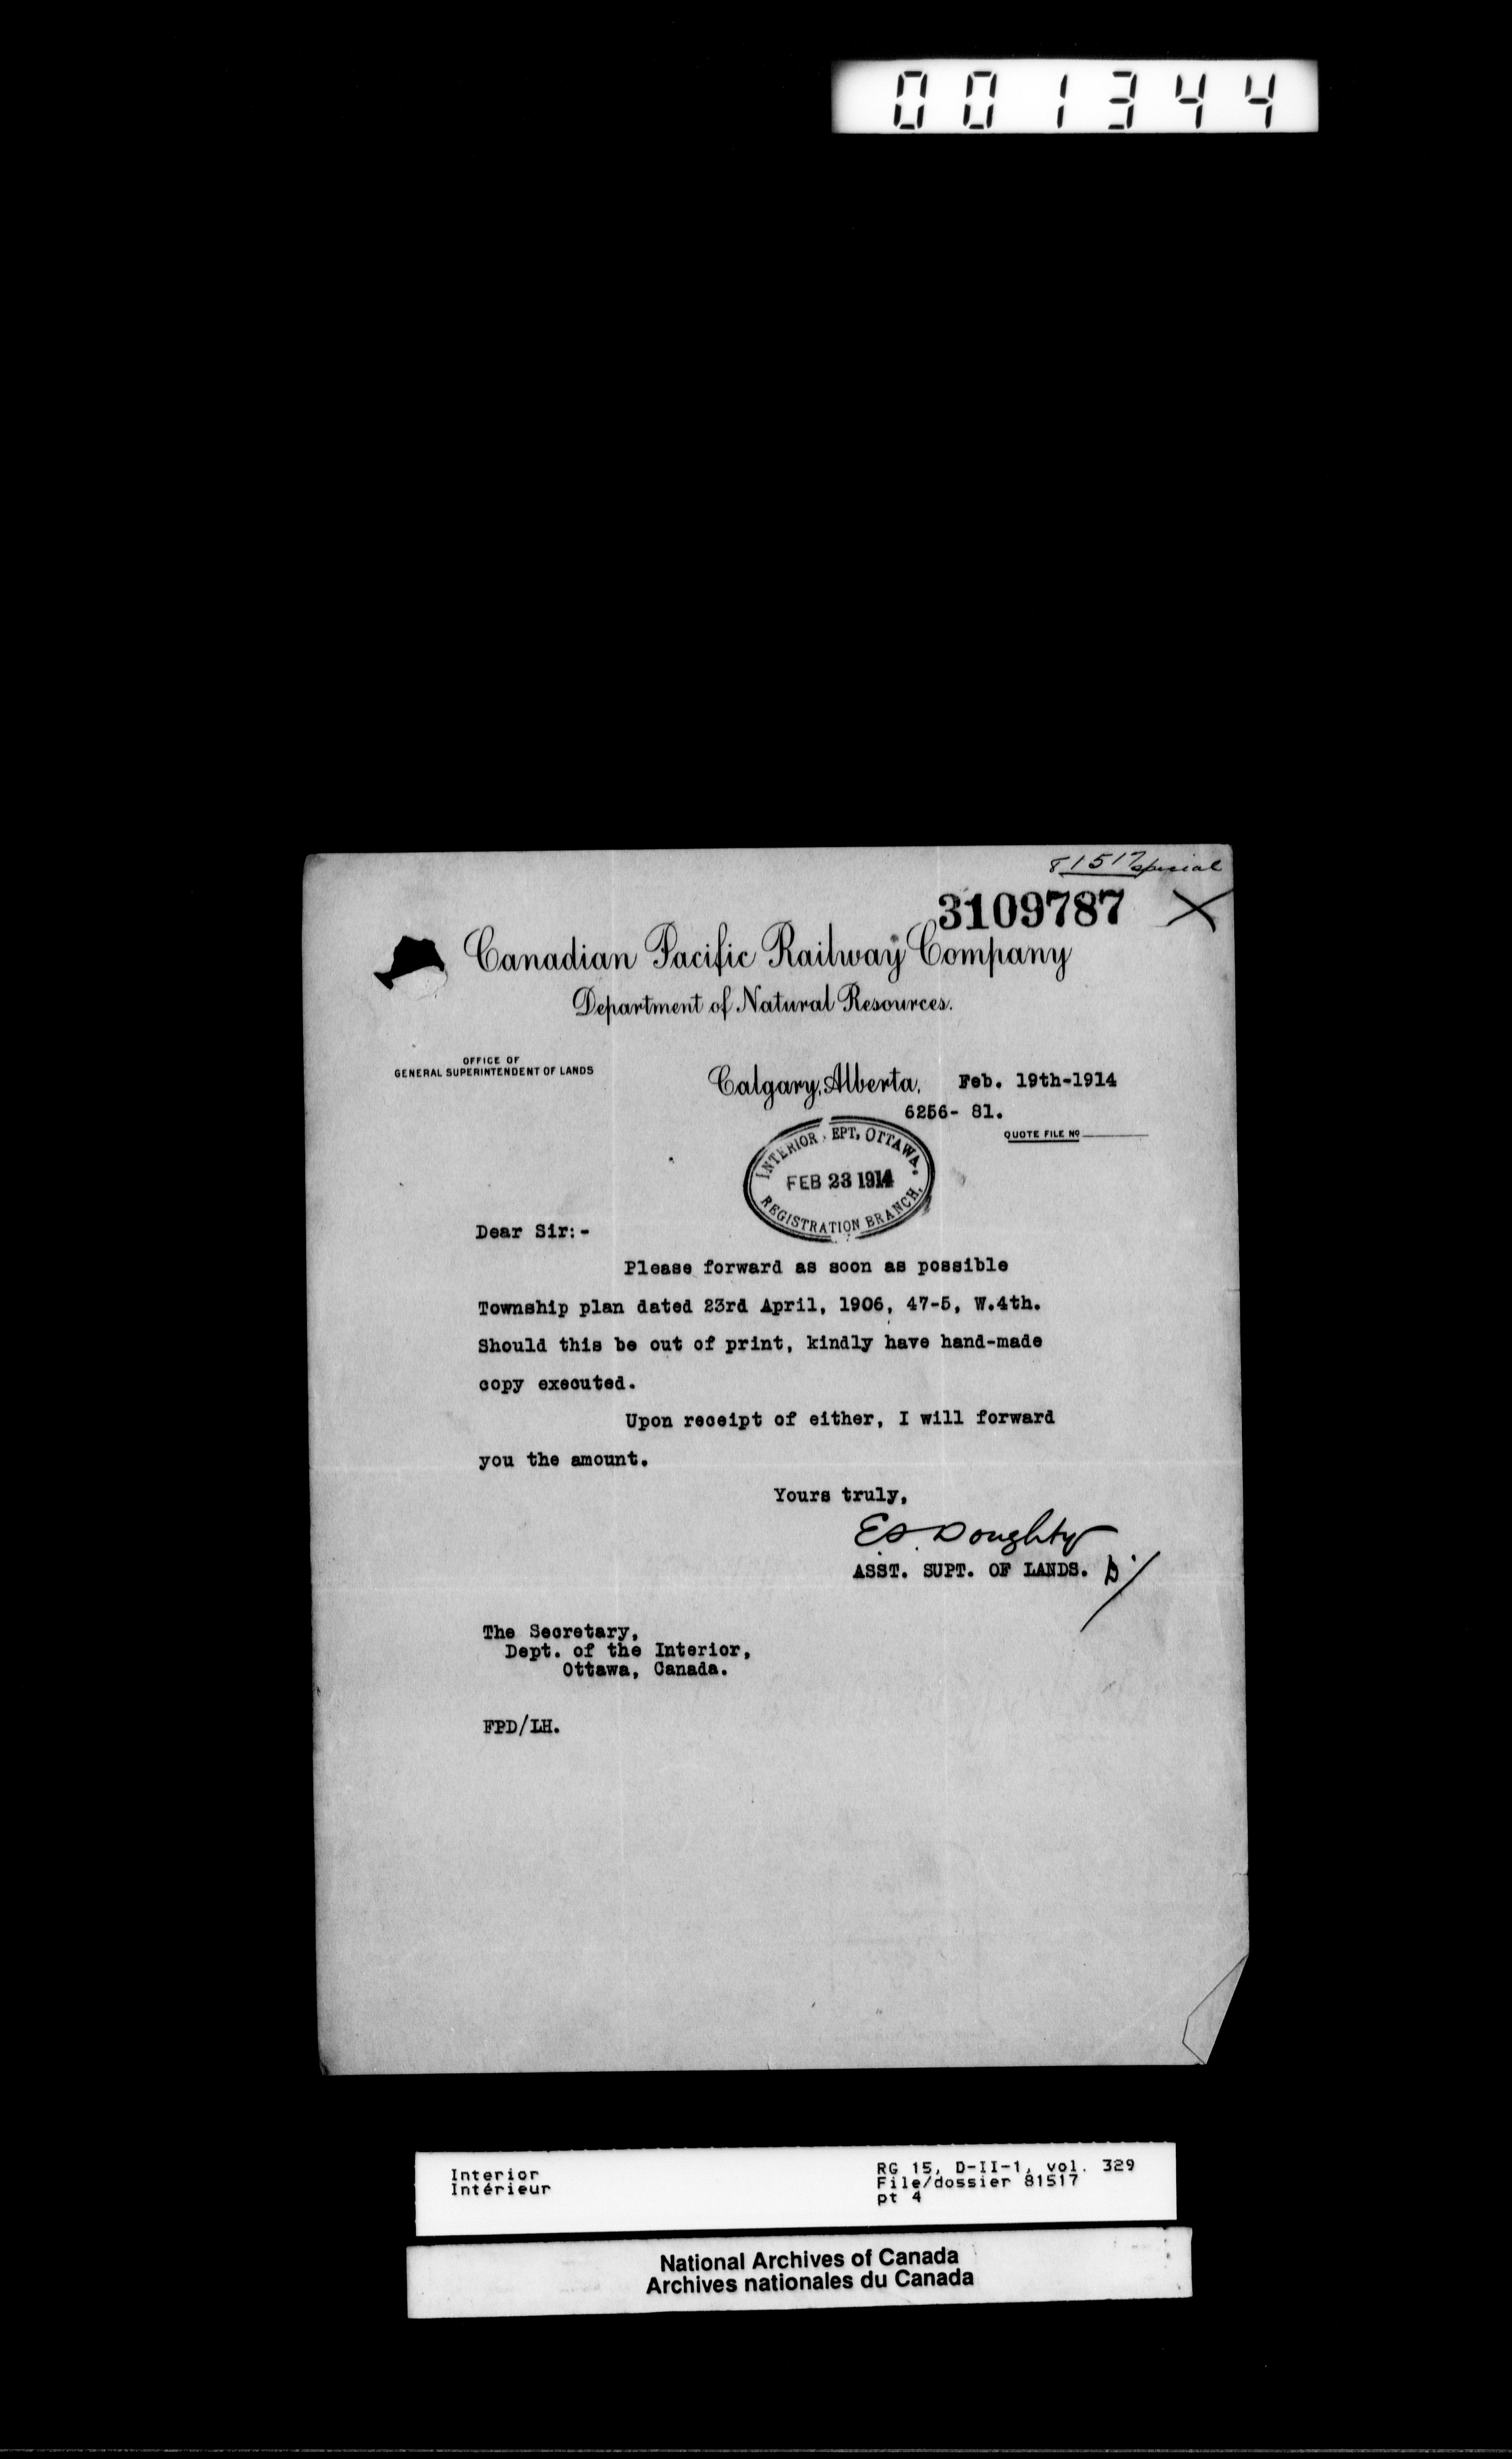 001344
81517 special
3109787
Canadian Pacific Railway Company
Department of Natural Resources.
OFFICE OF
GENERAL SUPERINTENDENT OF LANDS
Calgary, Alberta, Feb. 19th-1914
6256- 81.
QUOTE FILE NO
INTERIOR EPT, OTTAWA.
FEB 23 1914
REGISTRATION BRANCH.
Dear Sir:-
Please forward as soon as possible
Township plan dated 23rd April, 1906, 47-5, W.4th.
Should this be out of print, kindly have hand-made
copy executed.
Upon receipt of either, I will forward
you the amount.
Yours truly,
Doughty
ASST. SUPT. OF LANDS.
The Secretary,
Dept. of the Interior,
Ottawa, Canada.
FPD/LH.
Interior
Intérieur
RG 15, D-II-1, vol. 329
File/dossier 81517
pt 4
National Archives of Canada
Archives nationales du Canada